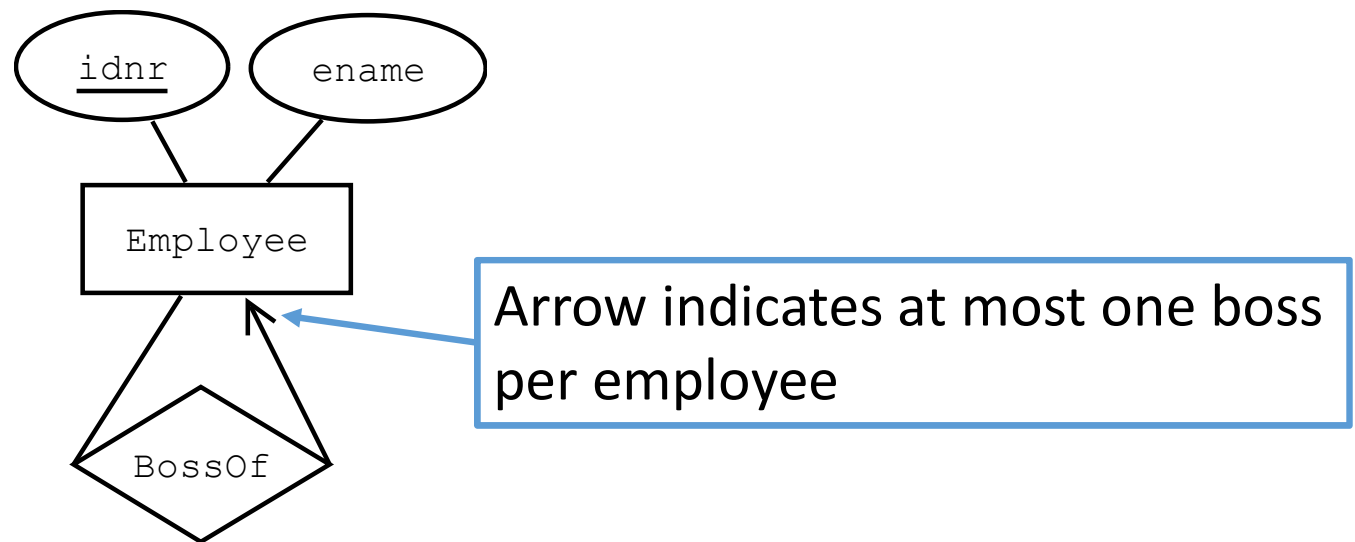 idnr
ename
Employee
Arrow indicates at most one boss
per employee
BossOf